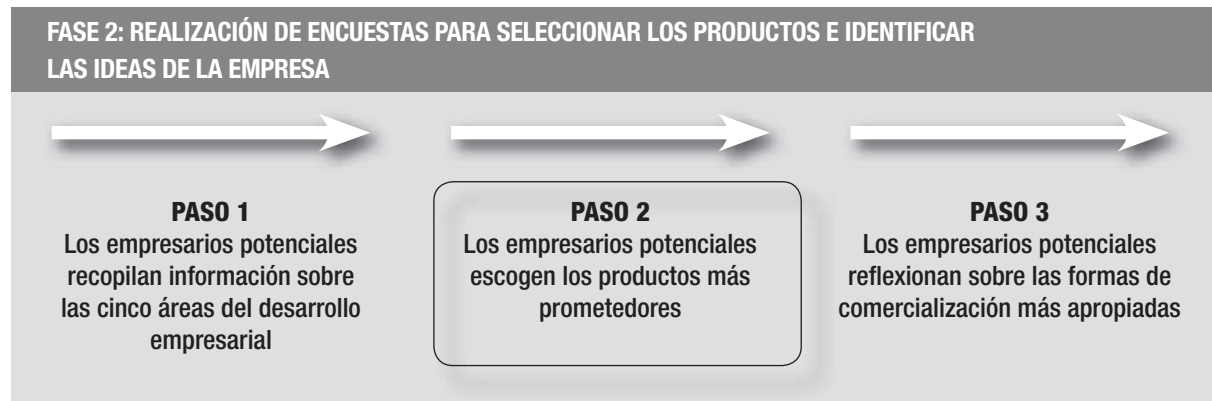 FASE 2: REALIZACIÓN DE ENCUESTAS PARA SELECCIONAR LOS PRODUCTOS E IDENTIFICAR
LAS IDEAS DE LA EMPRESA
PASO 1
Los empresarios potenciales
recopilan información sobre
las cinco áreas del desarrollo
empresarial
PASO 2
Los empresarios potenciales
escogen los productos más
prometedores
PASO 3
Los empresarios potenciales
reflexionan sobre las formas de
comercialización más apropiadas